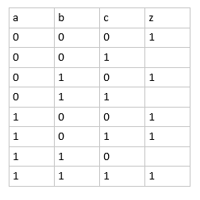 a b c z
0 0 0 1
0 0 1
0 1 0 1
0 1 1
1 0 0 1
1 0 1 1
1 1 0
1 1 1 1